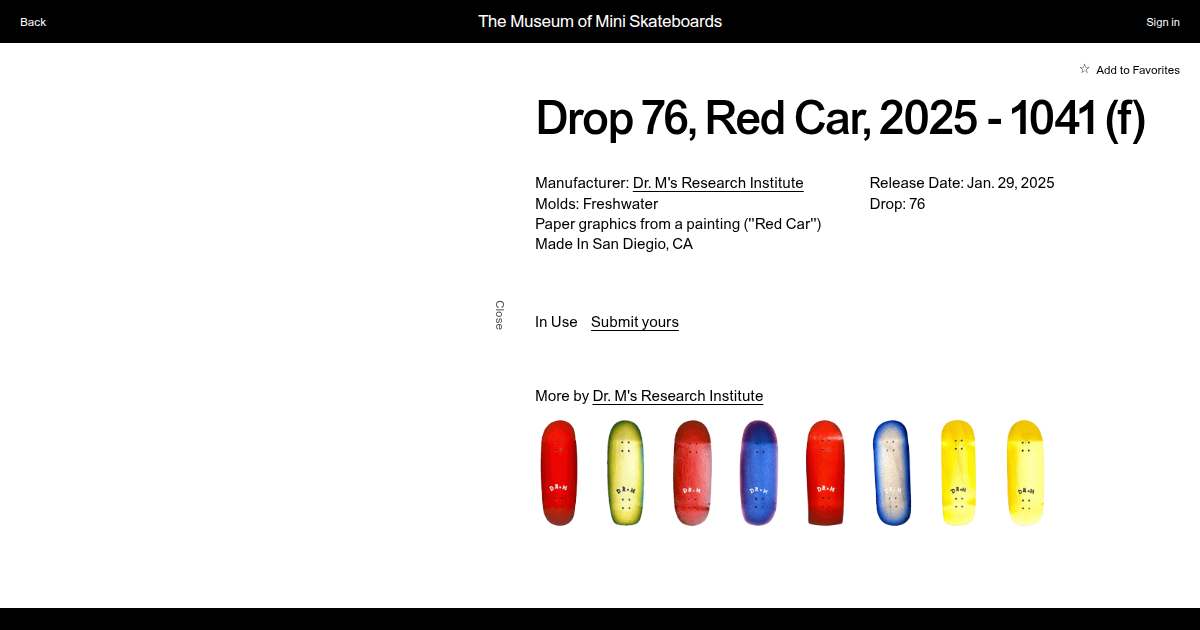 Back
The Museum of Mini Skateboards
Sign in
☆ Add to Favorites
Drop 76, Red Car, 2025 - 1041 (f)
Manufacturer: Dr. M's Research Institute
Molds: Freshwater
Paper graphics from a painting ("Red Car")
Made In San Diegio, CA
Release Date: Jan. 29, 2025
Drop: 76
Close
In Use Submit yours
More by Dr. M's Research Institute